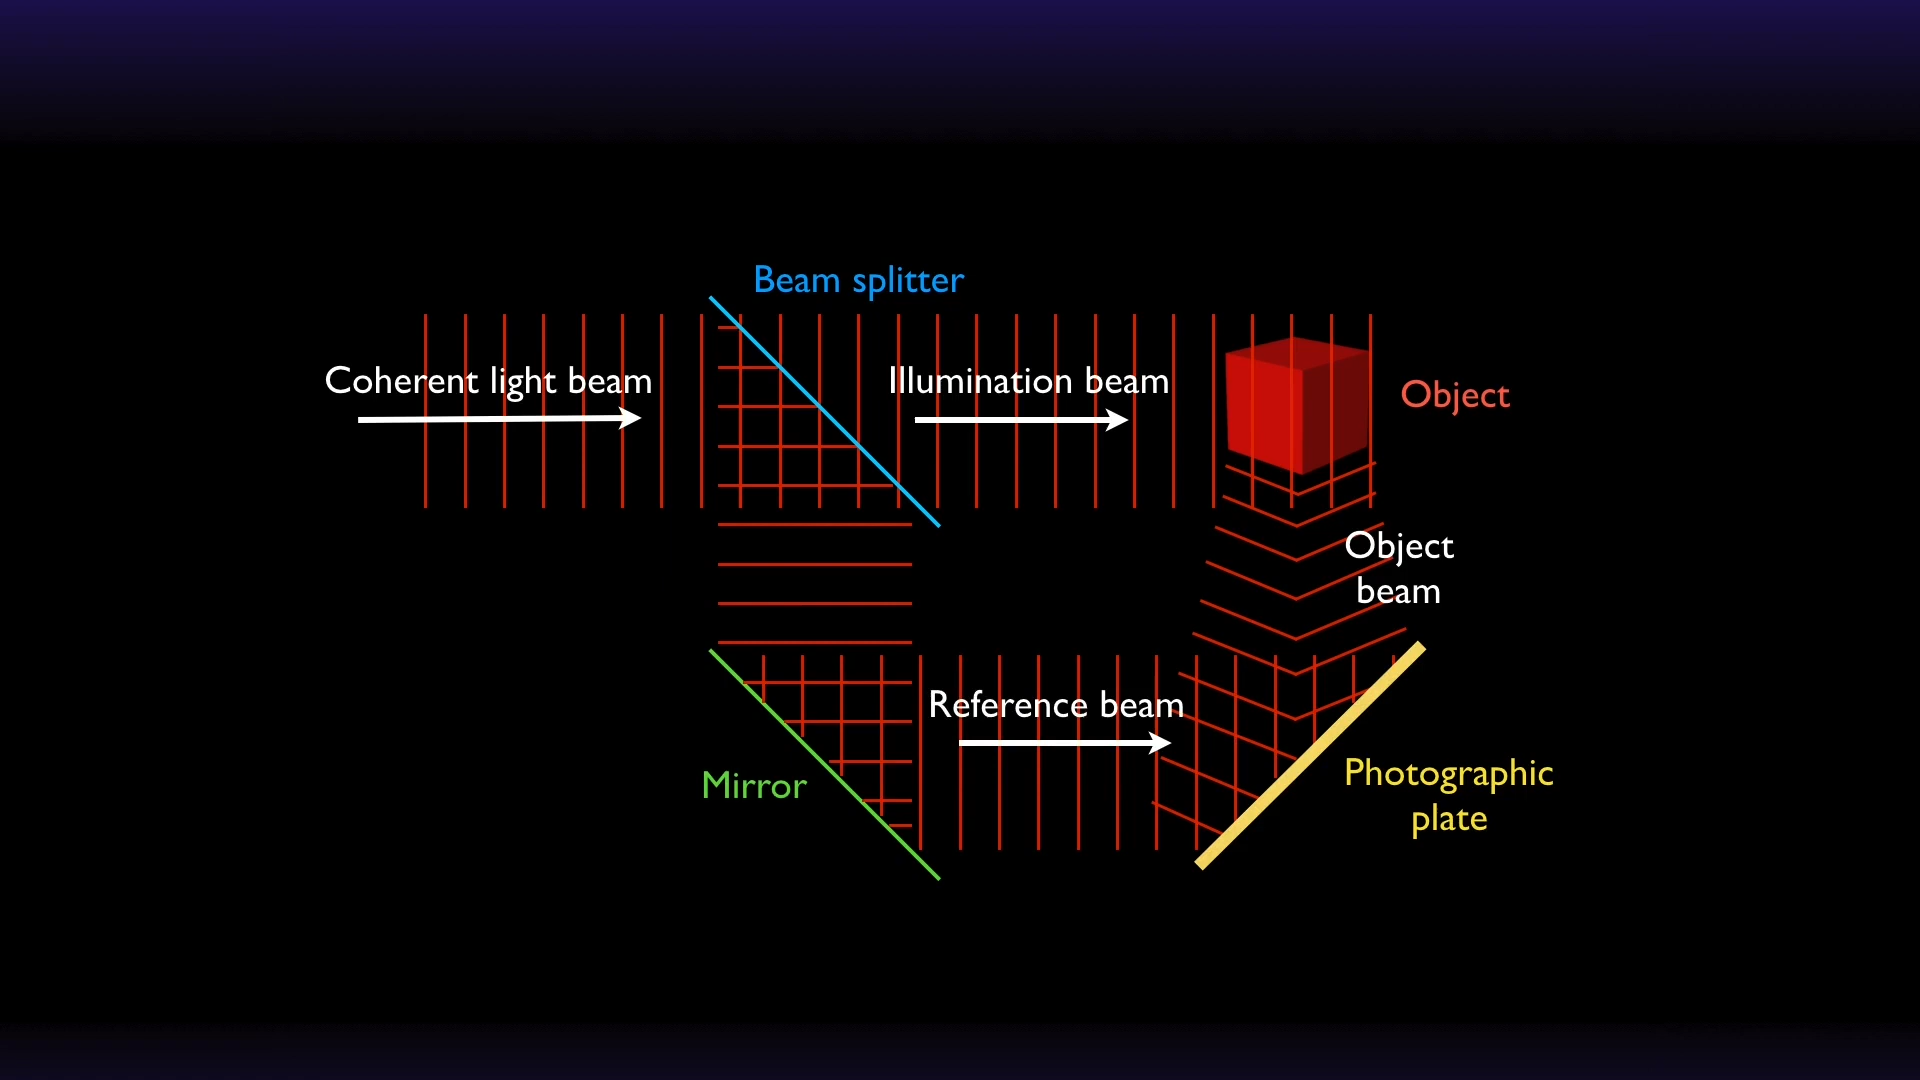 Beam splitter
Coherent light beam
Illumination beam
Object
Object
beam
Reference beam
Mirror
Photographic
plate